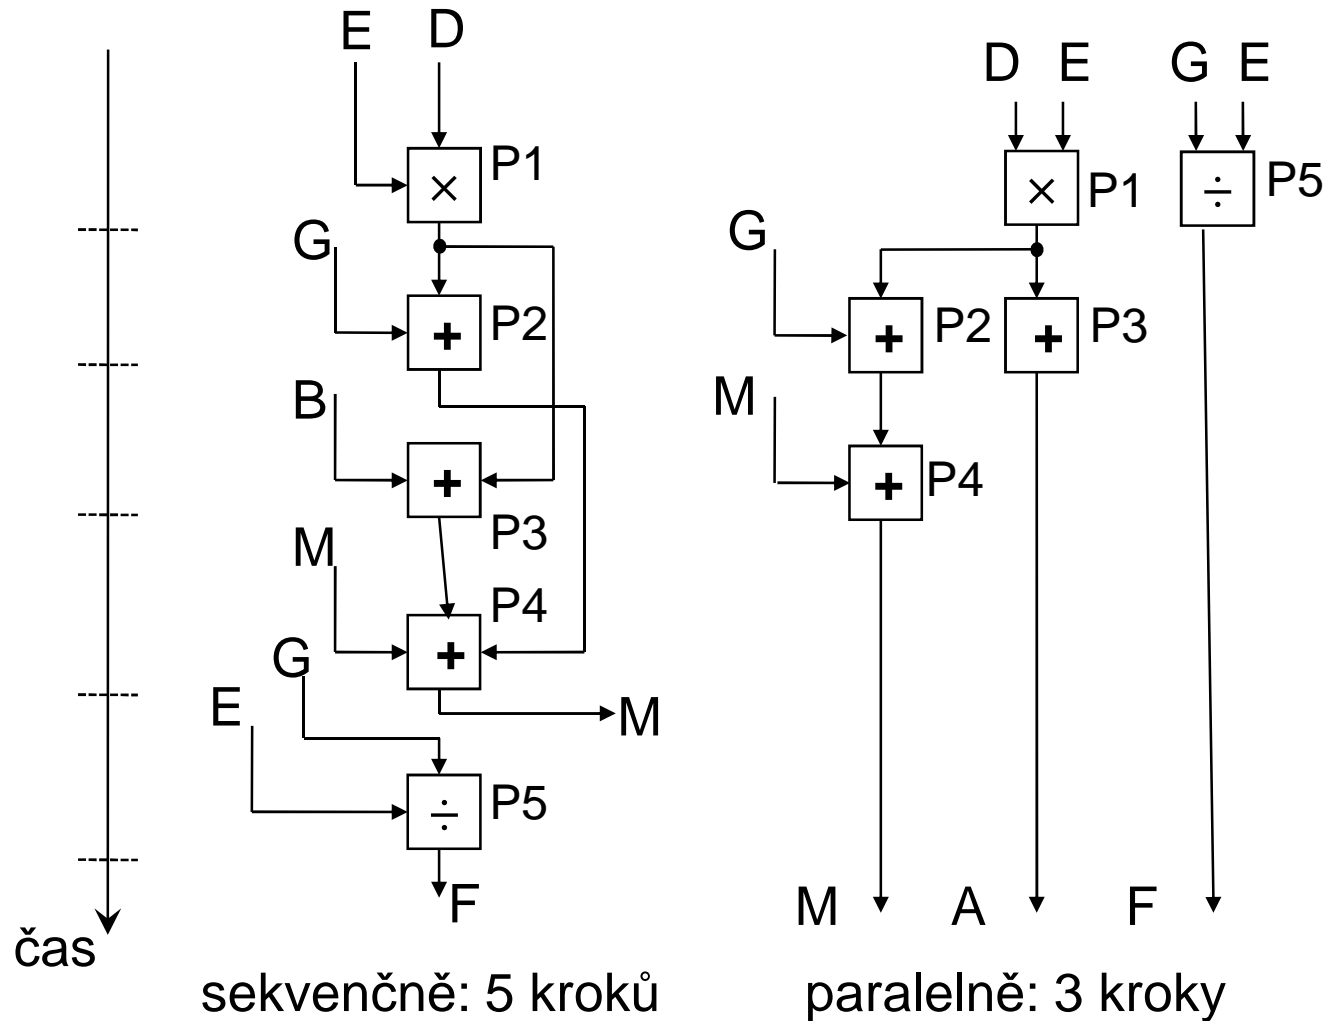 E D
× P1
G
+ P2
B
+
P3
M
P4
+
G
E
M
÷ P5
F
čas
sekvenčně: 5 kroků
D E G E
× P1 ÷ P5
G
+ P2 + P3
M
+ P4
M A F
paralelně: 3 kroky